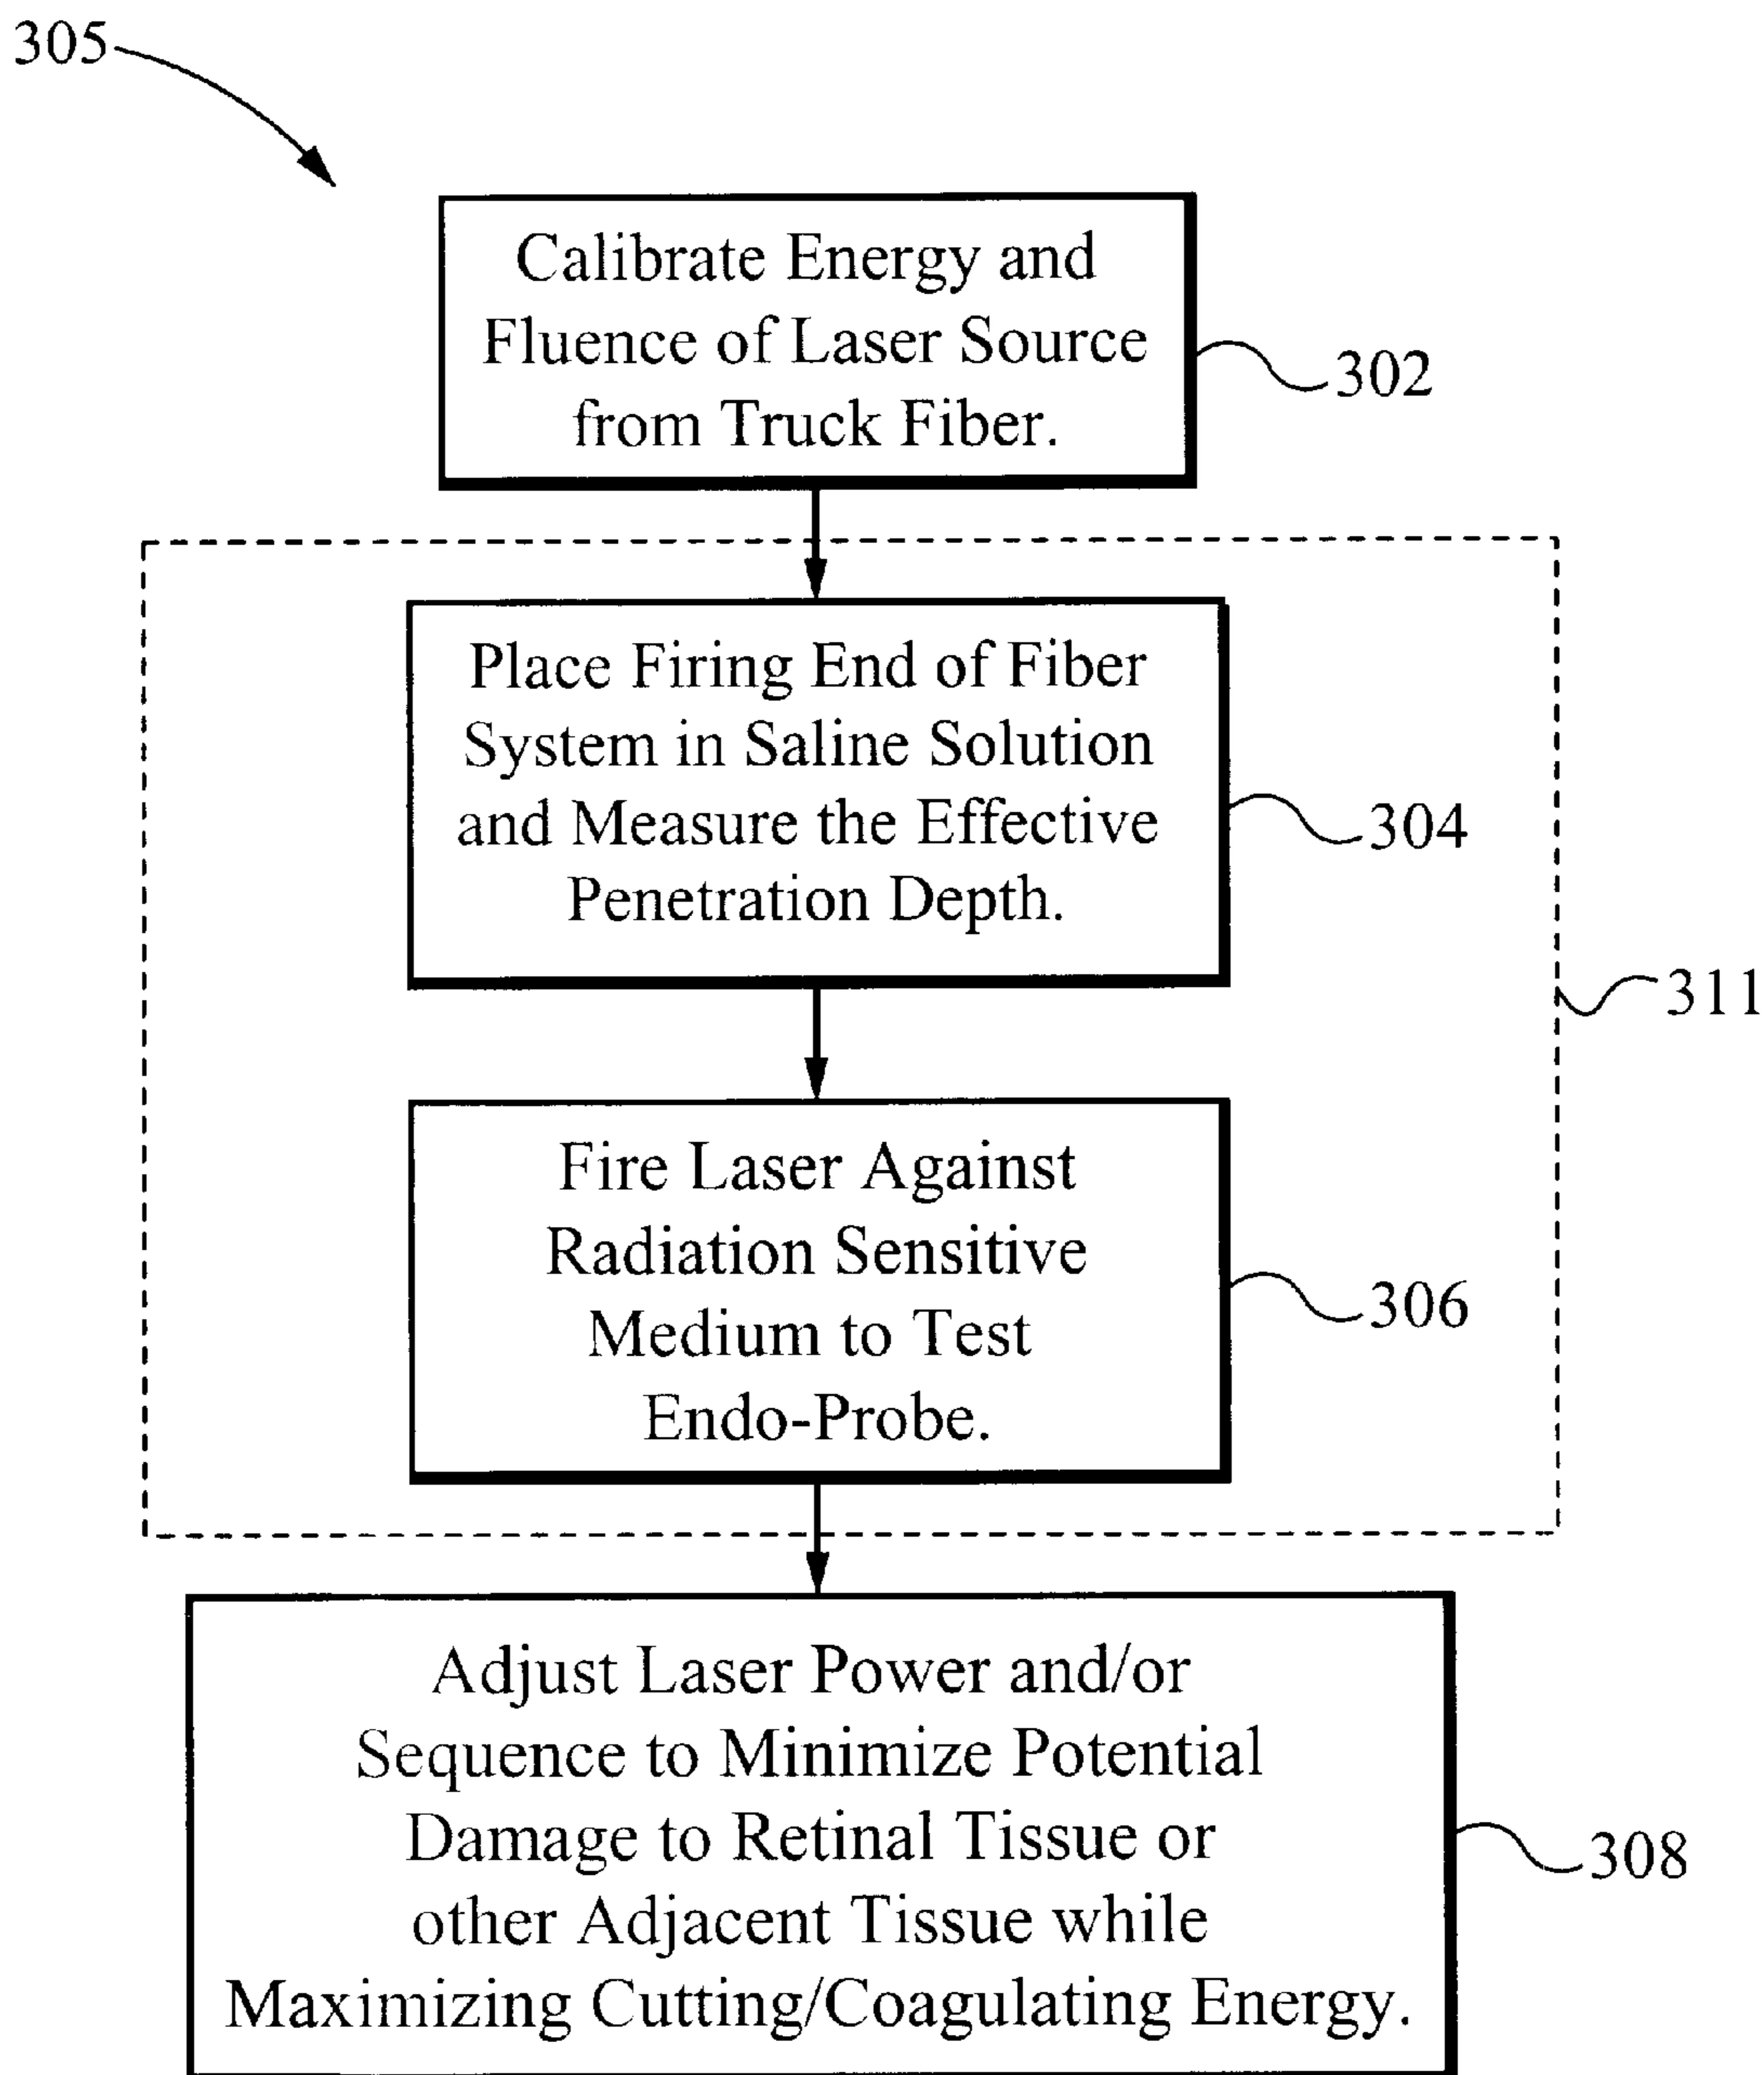 305
Calibrate Energy and
Fluence of Laser Source
from Truck Fiber.
302
Place Firing End of Fiber
System in Saline Solution
and Measure the Effective
Penetration Depth.
304
311
Fire Laser Against
Radiation Sensitive
Medium to Test
Endo-Probe.
306
Adjust Laser Power and/or
Sequence to Minimize Potential
Damage to Retinal Tissue or
other Adjacent Tissue while
Maximizing Cutting/Coagulating Energy.
308